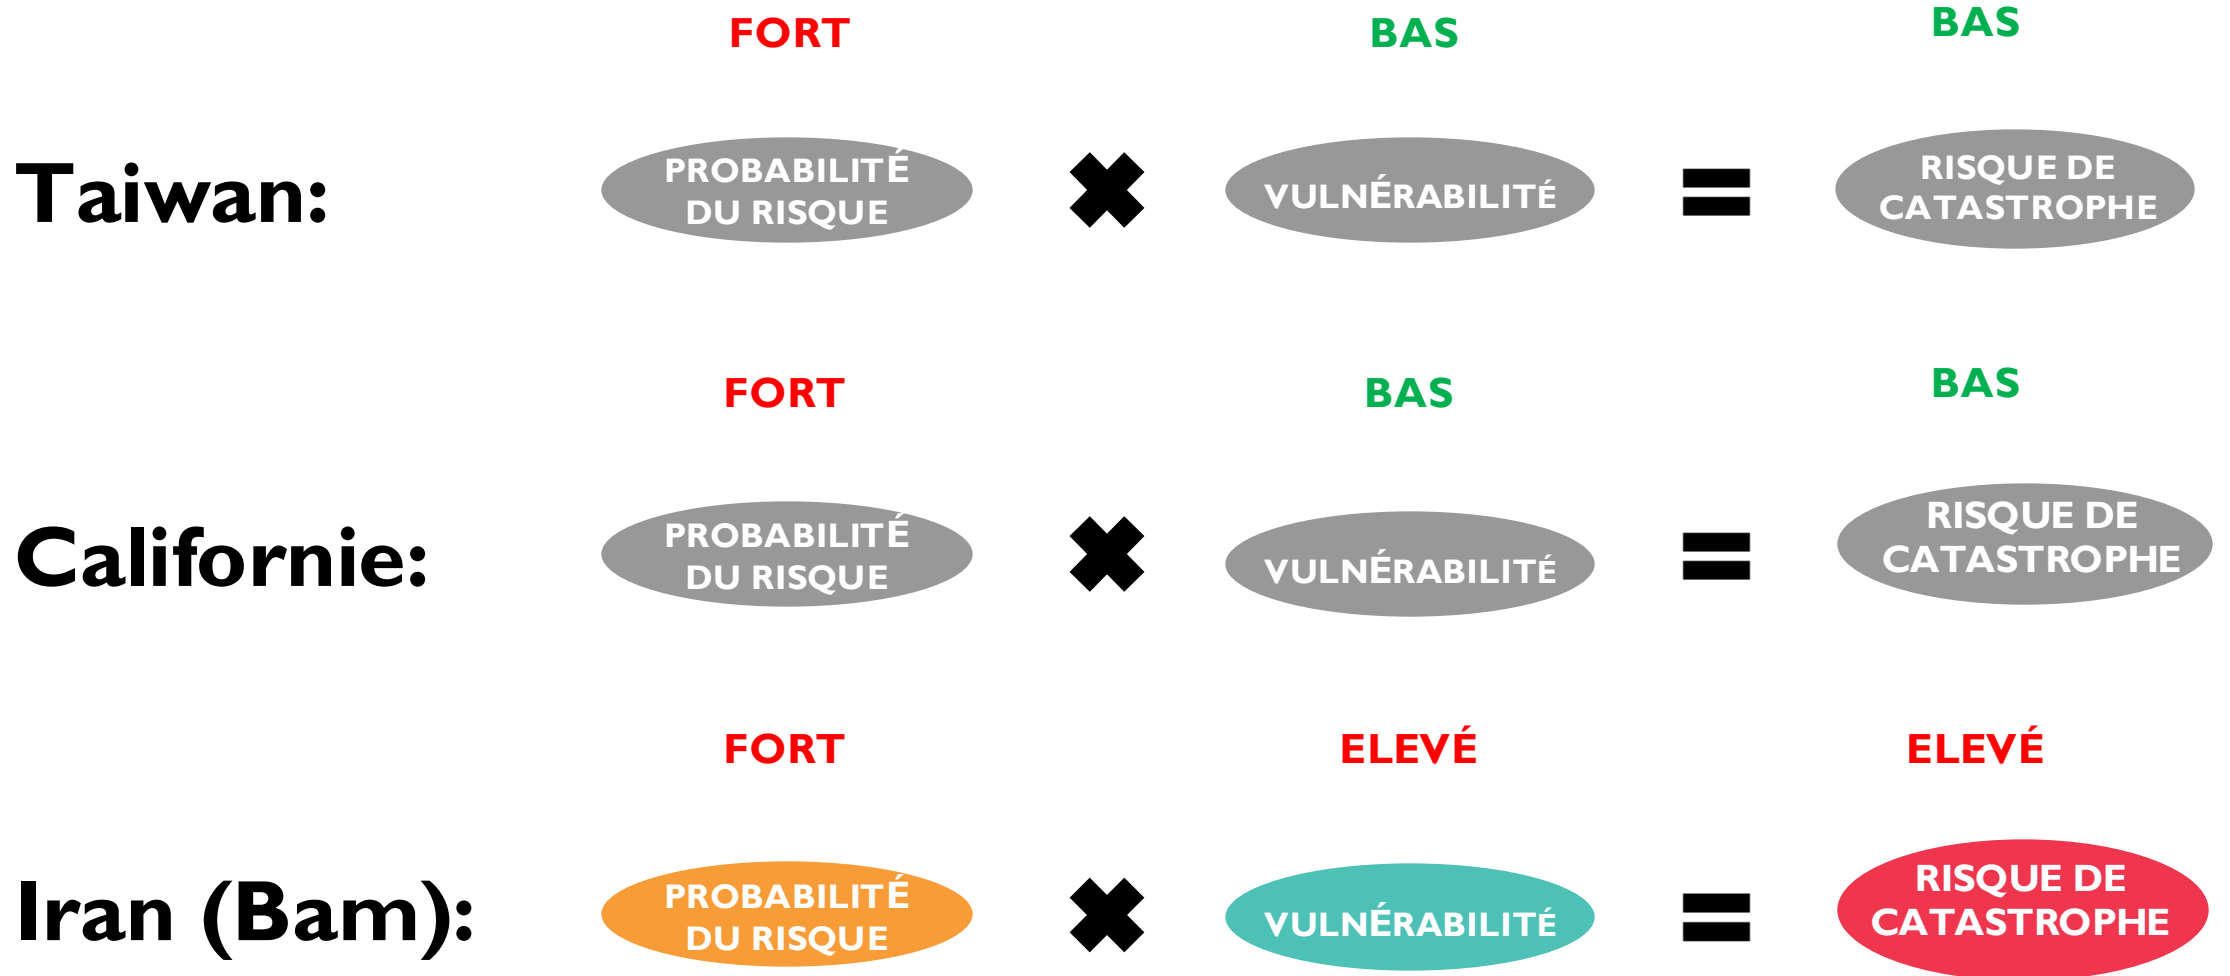 FORT
BAS
BAS
Taiwan:
PROBABILITÉ
DU RISQUE
VULNÉRABILITÉ
RISQUE DE
CATASTROPHE
FORT
BAS
BAS
Californie:
PROBABILITÉ
DU RISQUE
VULNÉRABILITÉ
RISQUE DE
CATASTROPHE
FORT
ELEVÉ
ELEVÉ
Iran (Bam):
PROBABILITÉ
DU RISQUE
VULNÉRABILITÉ
RISQUE DE
CATASTROPHE